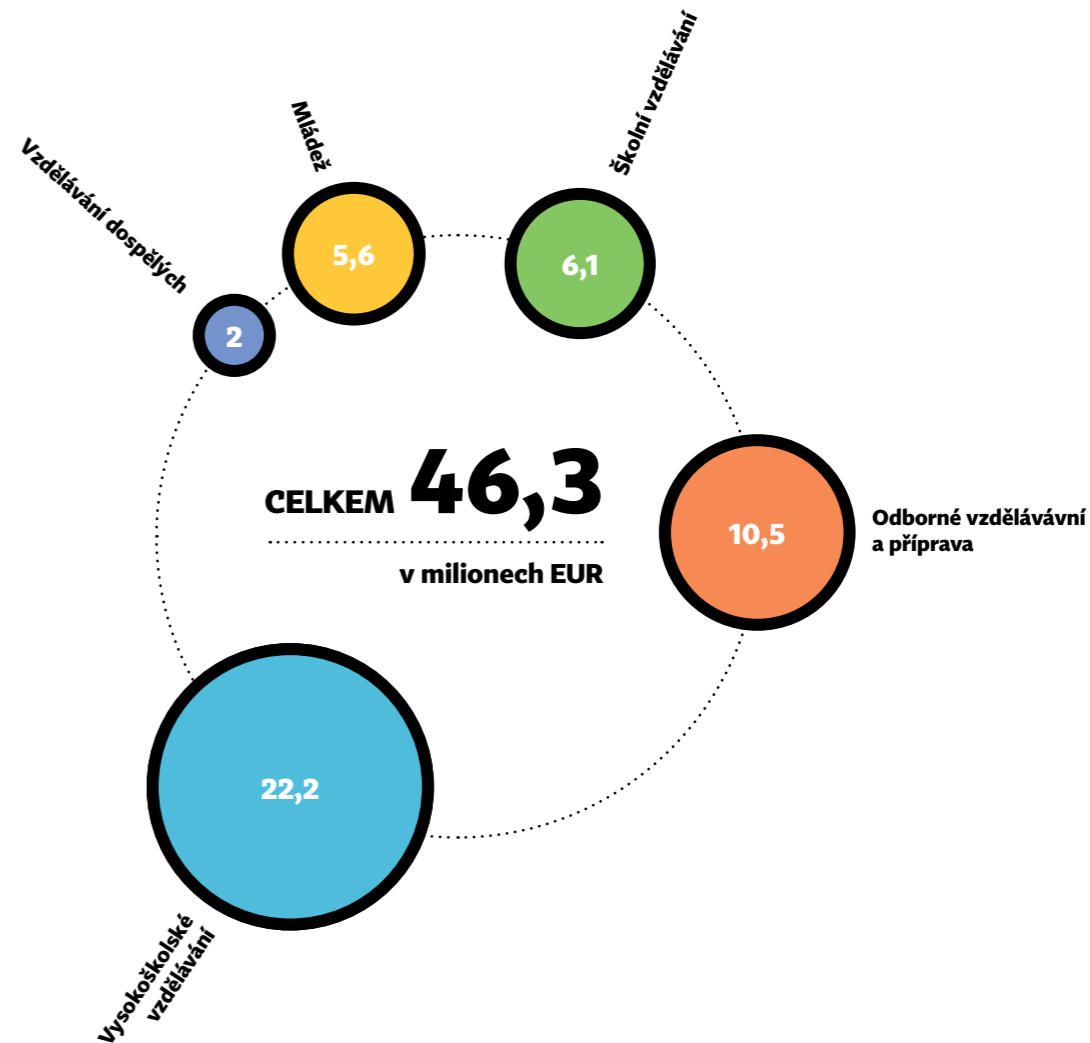 Školní vzdělávání
Mládež
Vzdělávání dospělých
5,6
6,1
2
CELKEM 46,3
v milionech EUR
10,5
Odborné vzdělávávní
a příprava
22,2
Vysokoškolské
vzdělávání